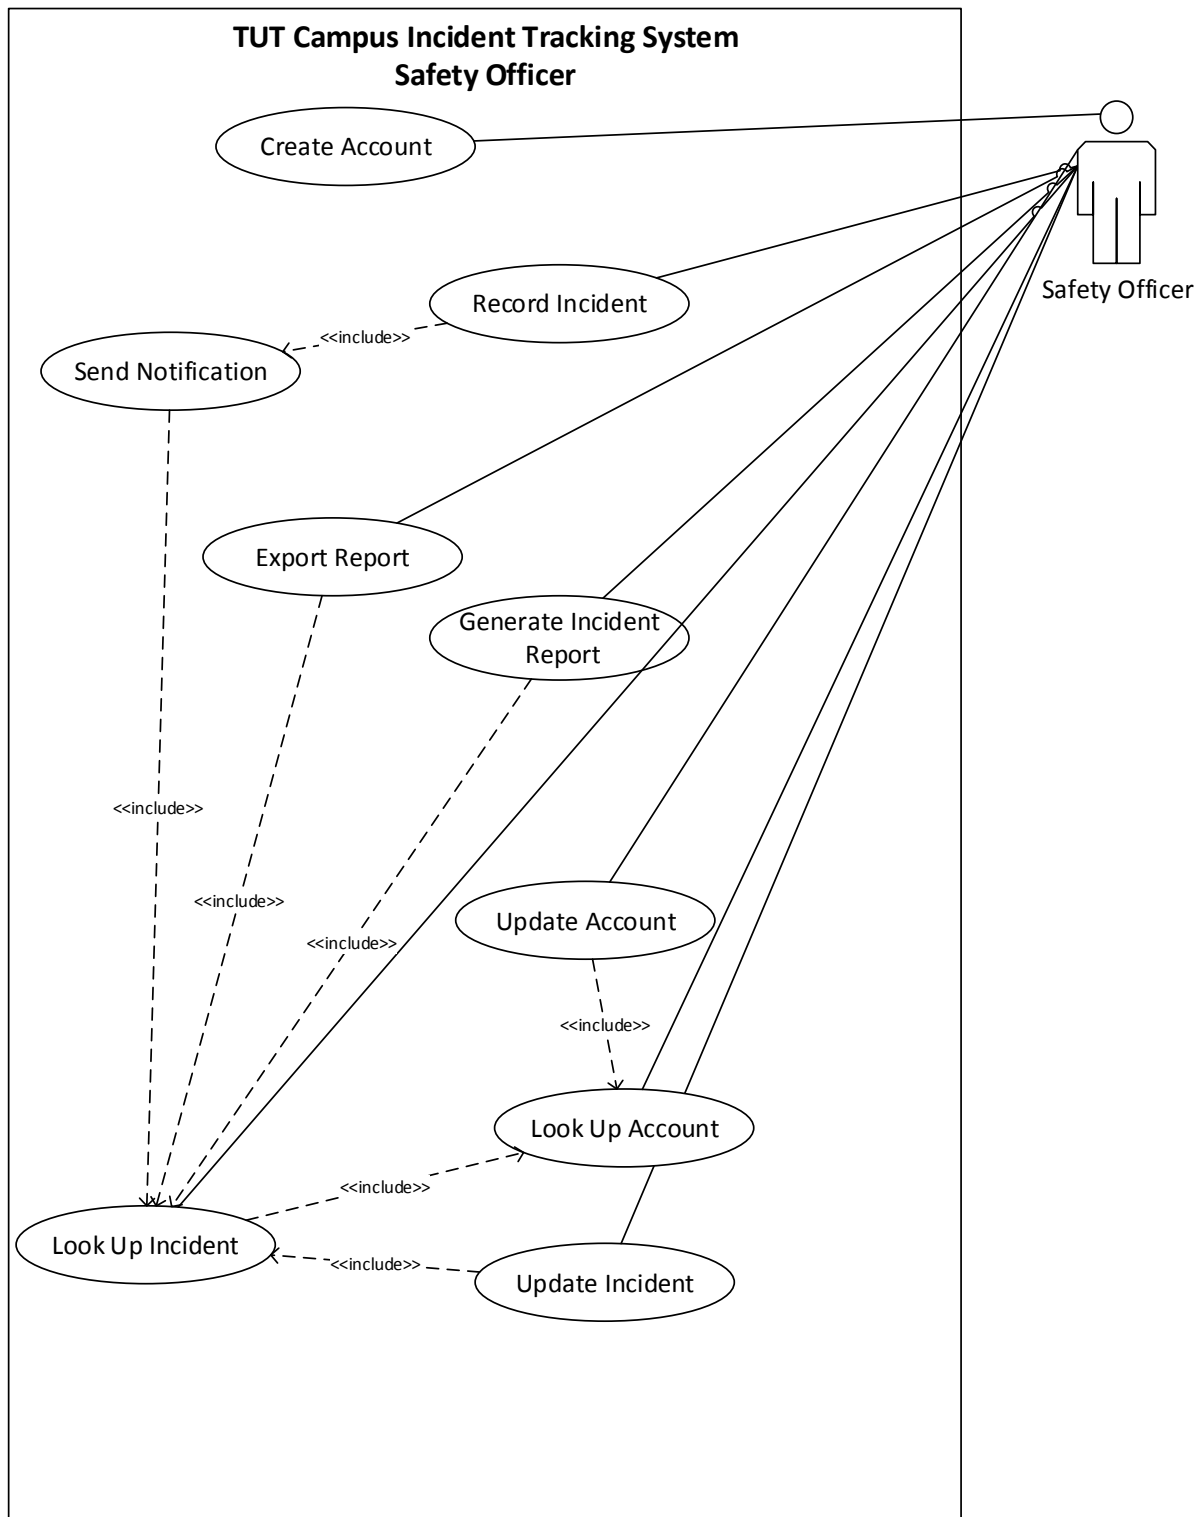 TUT Campus Incident Tracking System
Safety Officer
Create Account
Safety Officer
Record Incident
<<include>>
Send Notification
Export Report
Generate Incident
Report
<<include>>
<<include>>
<<include>>
Update Account
<<include>>
Look Up Account
<<include>>
Look Up Incident
<<include>>
Update Incident